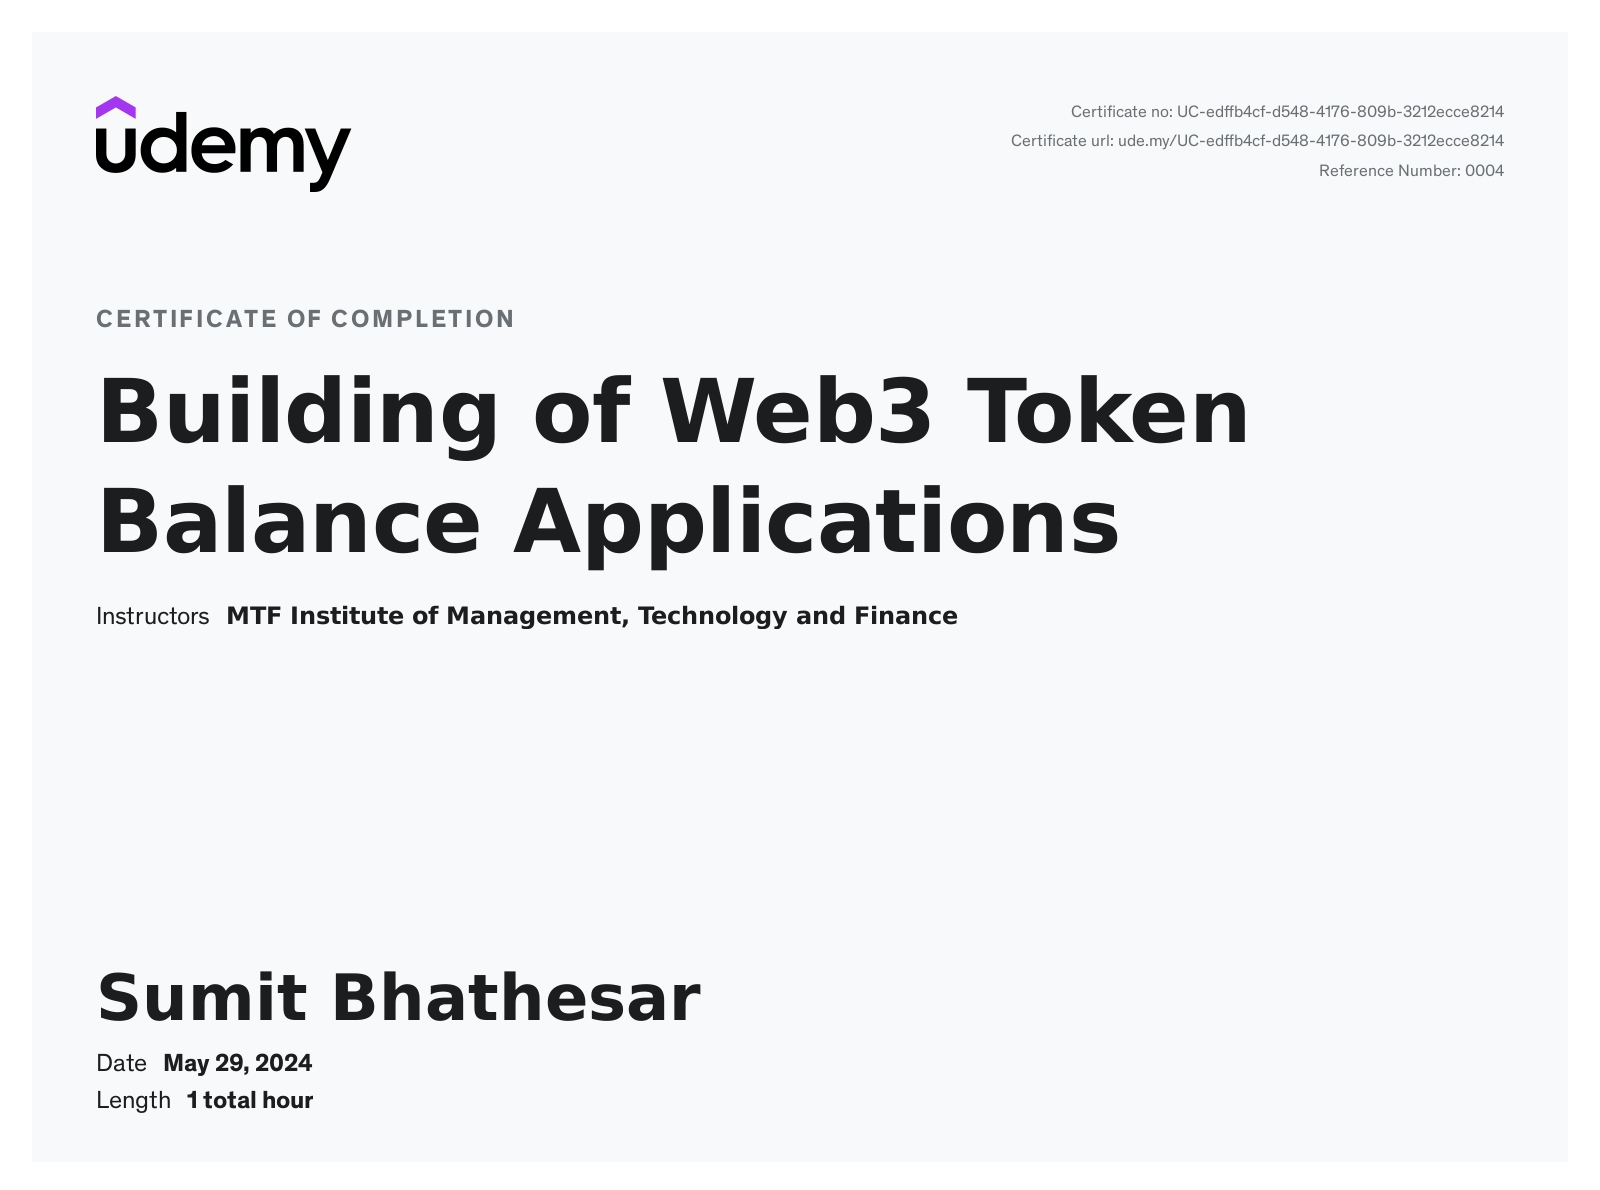 udemy
Certificate no: UC-edffb4cf-d548-4176-809b-3212ecce8214
Certificate url: ude.my/UC-edffb4cf-d548-4176-809b-3212ecce8214
Reference Number: 0004
CERTIFICATE OF COMPLETION
Building of Web3 Token
Balance Applications
Instructors MTF Institute of Management, Technology and Finance
Sumit Bhathesar
Date May 29, 2024
Length 1 total hour